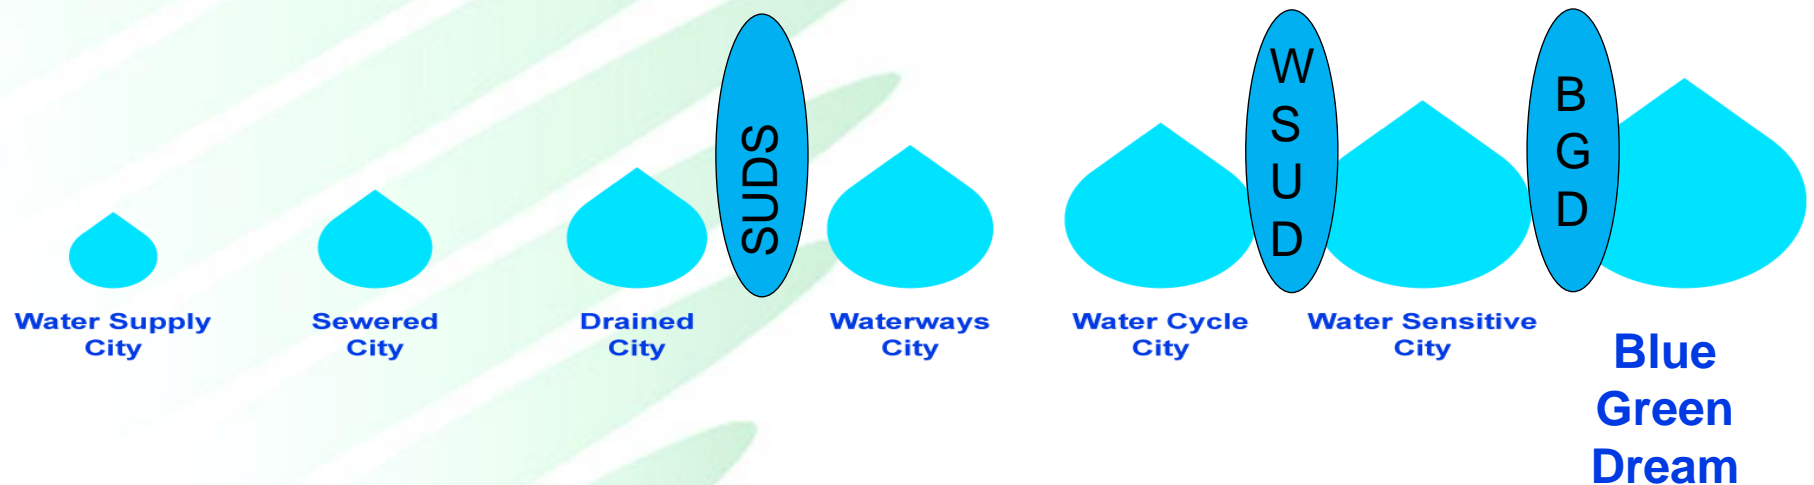 SUDS
W
S
U
D
B
G
D
Water Supply
City
Sewered
City
Drained
City
Waterways
City
Water Cycle
City
Water Sensitive
City
Blue
Green
Dream